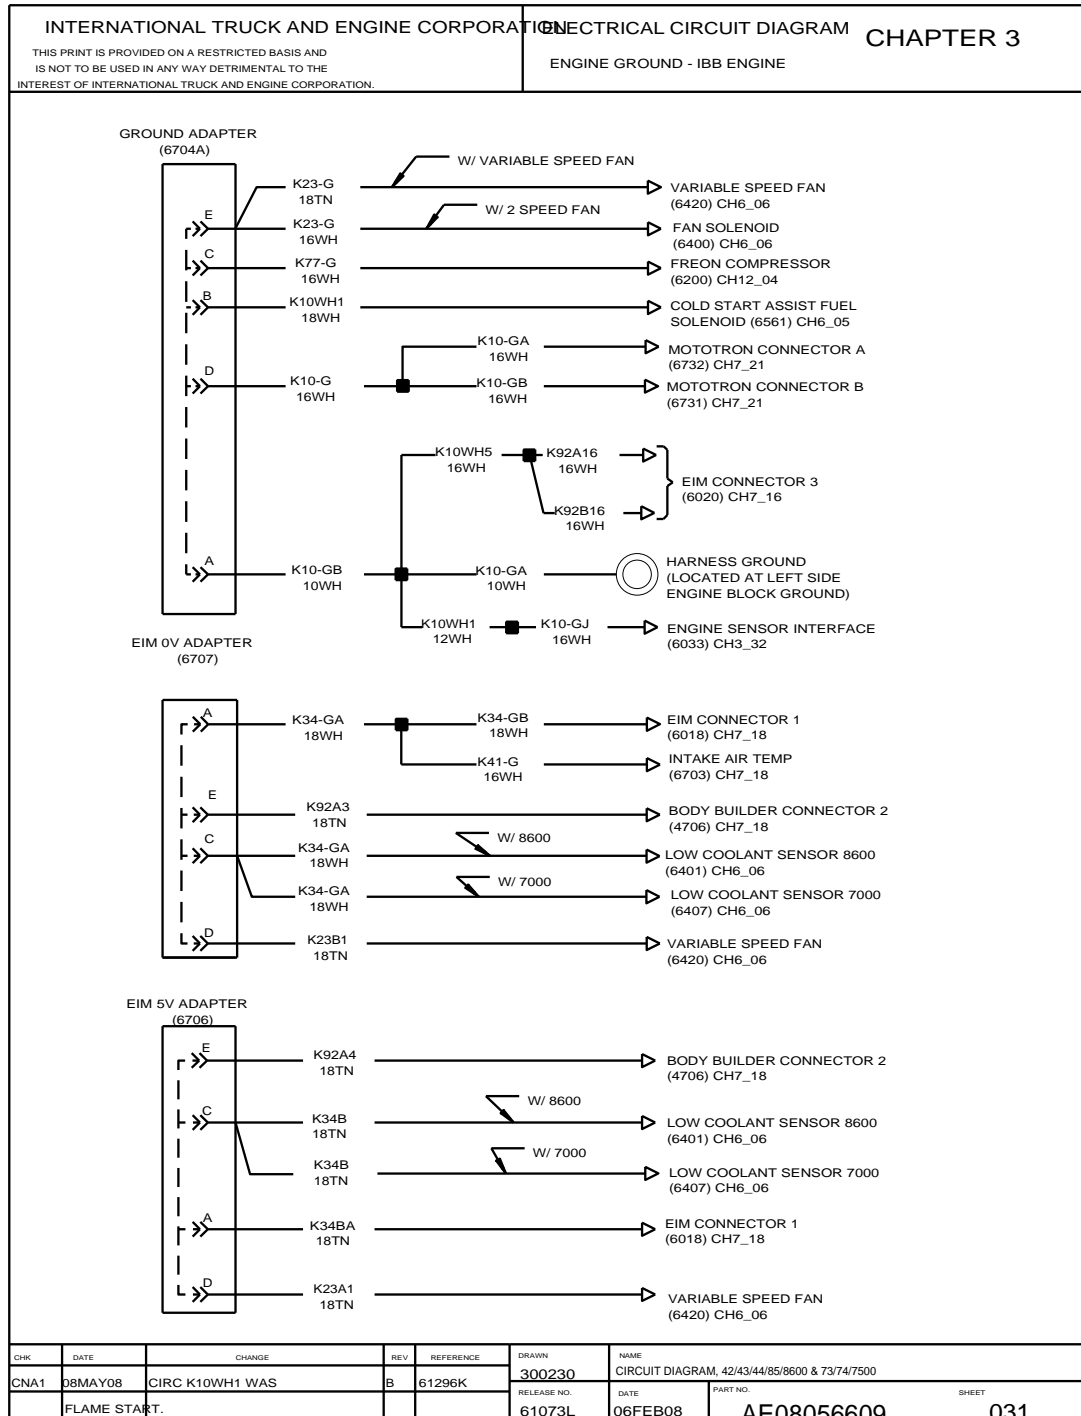 INTERNATIONAL TRUCK AND ENGINE CORPORATION
THIS PRINT IS PROVIDED ON A RESTRICTED BASIS AND
IS NOT TO BE USED IN ANY WAY DETRIMENTAL TO THE
INTEREST OF INTERNATIONAL TRUCK AND ENGINE CORPORATION.
ELECTRICAL CIRCUIT DIAGRAM
ENGINE GROUND - IBB ENGINE
CHAPTER 3
GROUND ADAPTER
(6704A)
W/ VARIABLE SPEED FAN
K23-G
18TN
VARIABLE SPEED FAN
(6420) CH6_06
E
K23-G
16WH
W/ 2 SPEED FAN
FAN SOLENOID
(6400) CH6_06
C
K77-G
16WH
FREON COMPRESSOR
(6200) CH12_04
B
K10WH1
18WH
COLD START ASSIST FUEL
SOLENOID (6561) CH6_05
K10-GA
16WH
MOTOTRON CONNECTOR A
(6732) CH7_21
D
K10-G
16WH
K10-GB
16WH
MOTOTRON CONNECTOR B
(6731) CH7_21
K10WH5
16WH
K92A16
16WH
K92B16
16WH
EIM CONNECTOR 3
(6020) CH7_16
A
K10-GB
10WH
K10-GA
10WH
HARNESS GROUND
(LOCATED AT LEFT SIDE
ENGINE BLOCK GROUND)
K10WH1
12WH
K10-GJ
16WH
ENGINE SENSOR INTERFACE
(6033) CH3_32
EIM 0V ADAPTER
(6707)
A
K34-GA
18WH
K34-GB
18WH
EIM CONNECTOR 1
(6018) CH7_18
K41-G
16WH
INTAKE AIR TEMP
(6703) CH7_18
E
K92A3
18TN
BODY BUILDER CONNECTOR 2
(4706) CH7_18
C
K34-GA
18WH
W/ 8600
LOW COOLANT SENSOR 8600
(6401) CH6_06
K34-GA
18WH
W/ 7000
LOW COOLANT SENSOR 7000
(6407) CH6_06
D
K23B1
18TN
VARIABLE SPEED FAN
(6420) CH6_06
EIM 5V ADAPTER
(6706)
E
K92A4
18TN
BODY BUILDER CONNECTOR 2
(4706) CH7_18
C
K34B
18TN
W/ 8600
LOW COOLANT SENSOR 8600
(6401) CH6_06
K34B
18TN
W/ 7000
LOW COOLANT SENSOR 7000
(6407) CH6_06
A
K34BA
18TN
EIM CONNECTOR 1
(6018) CH7_18
D
K23A1
18TN
VARIABLE SPEED FAN
(6420) CH6_06
CHK DATE CHANGE REV REFERENCE
CNA1 08MAY08 CIRC K10WH1 WAS B 61296K
FLAME START.
DRAWN
300230
NAME
CIRCUIT DIAGRAM, 42/43/44/85/8600 & 73/74/7500
RELEASE NO.
61073L
DATE
06FEB08
PART NO.
AE08056609
SHEET
031